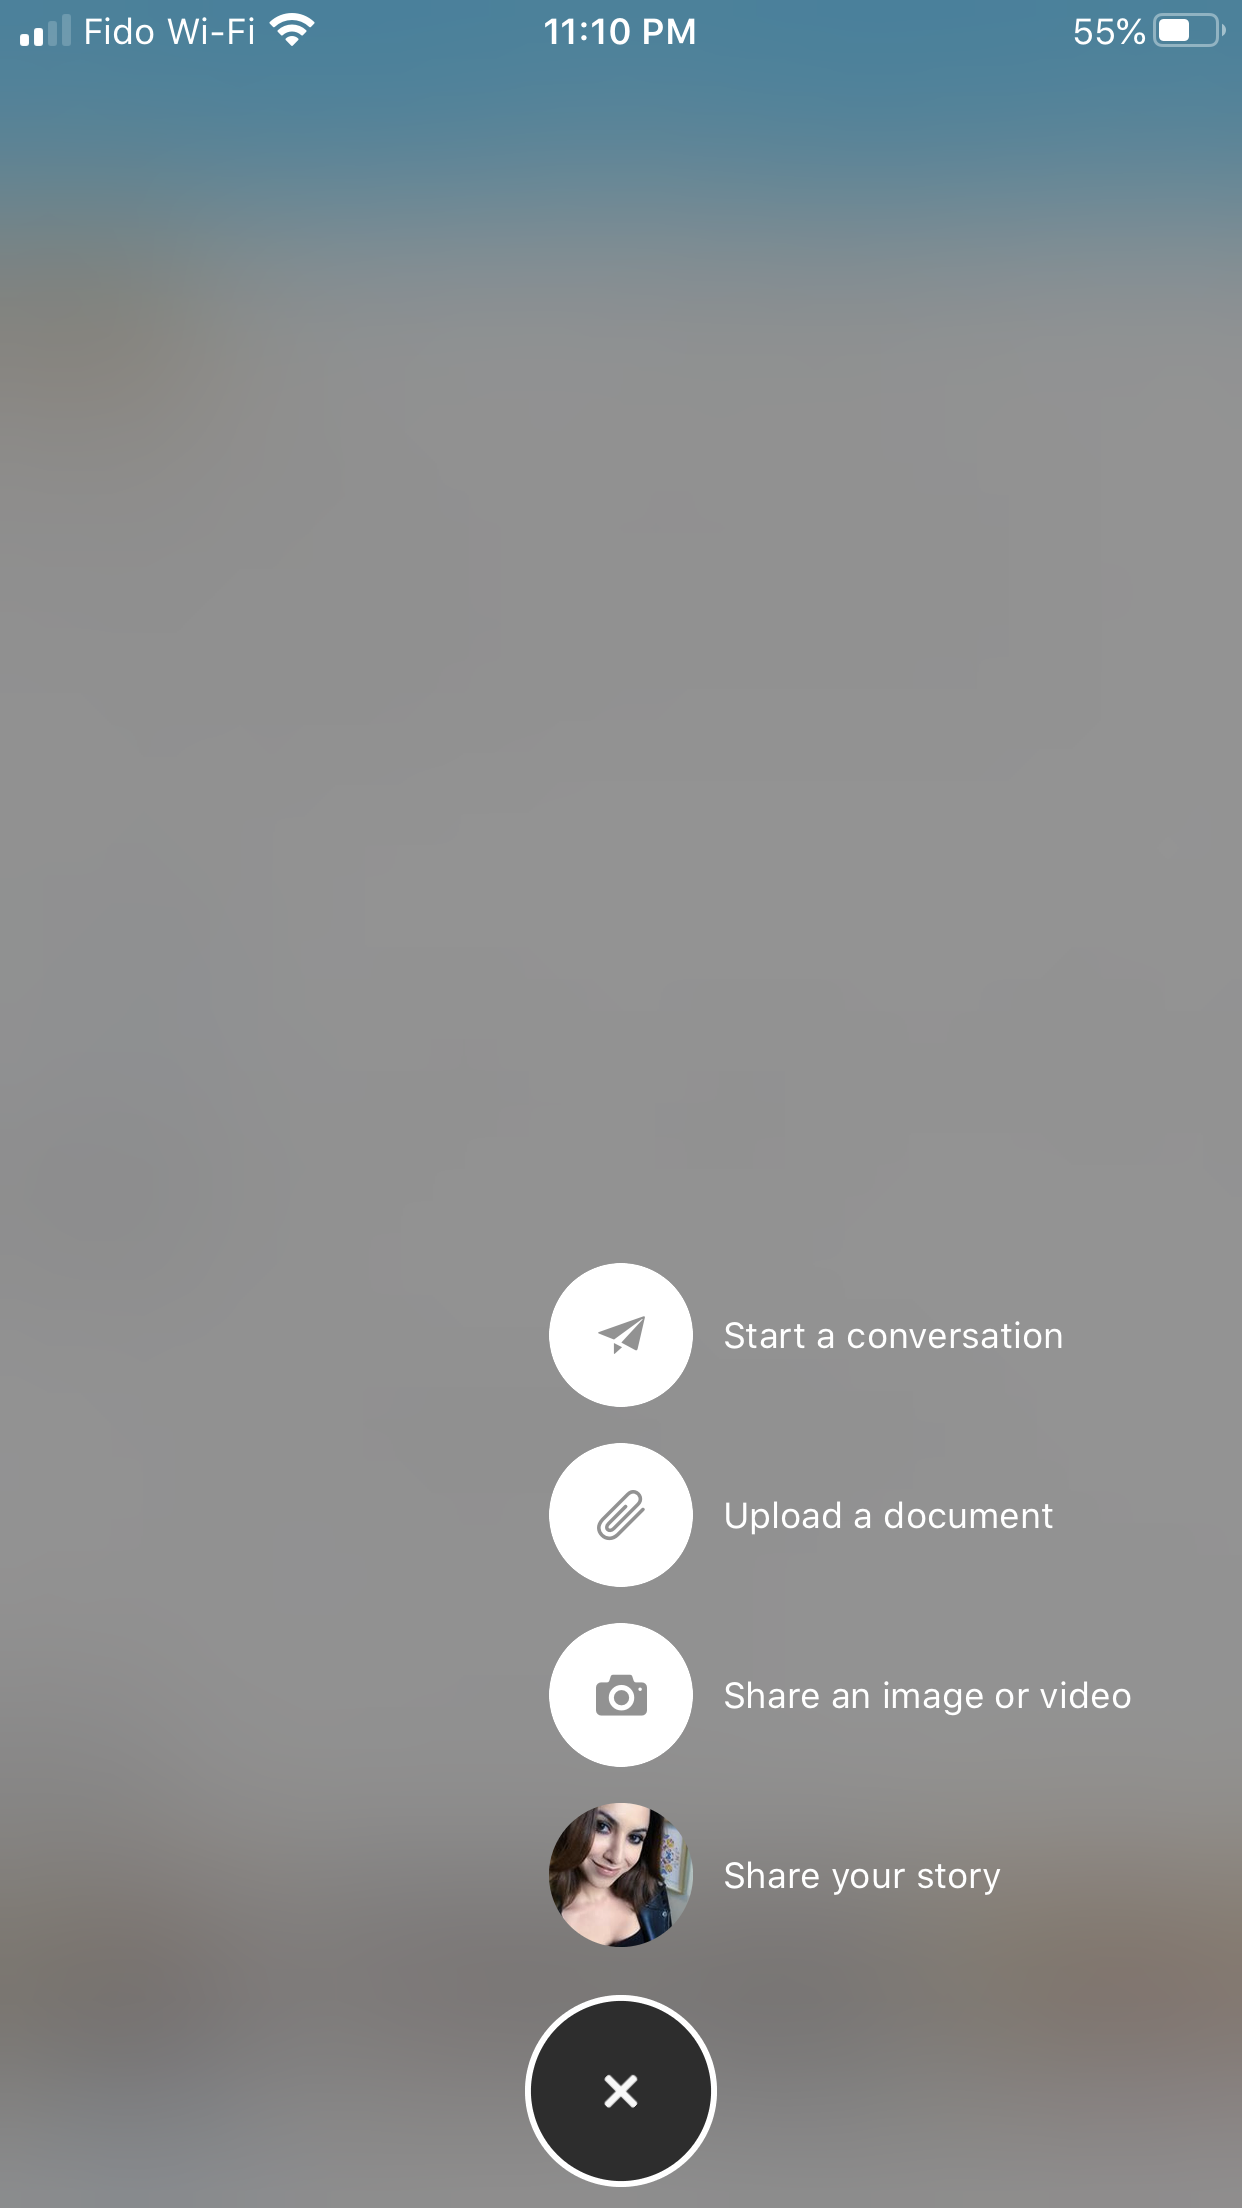 Fido Wi-Fi 11:10 PM 55%
Start a conversation
Upload a document
Share an image or video
Share your story